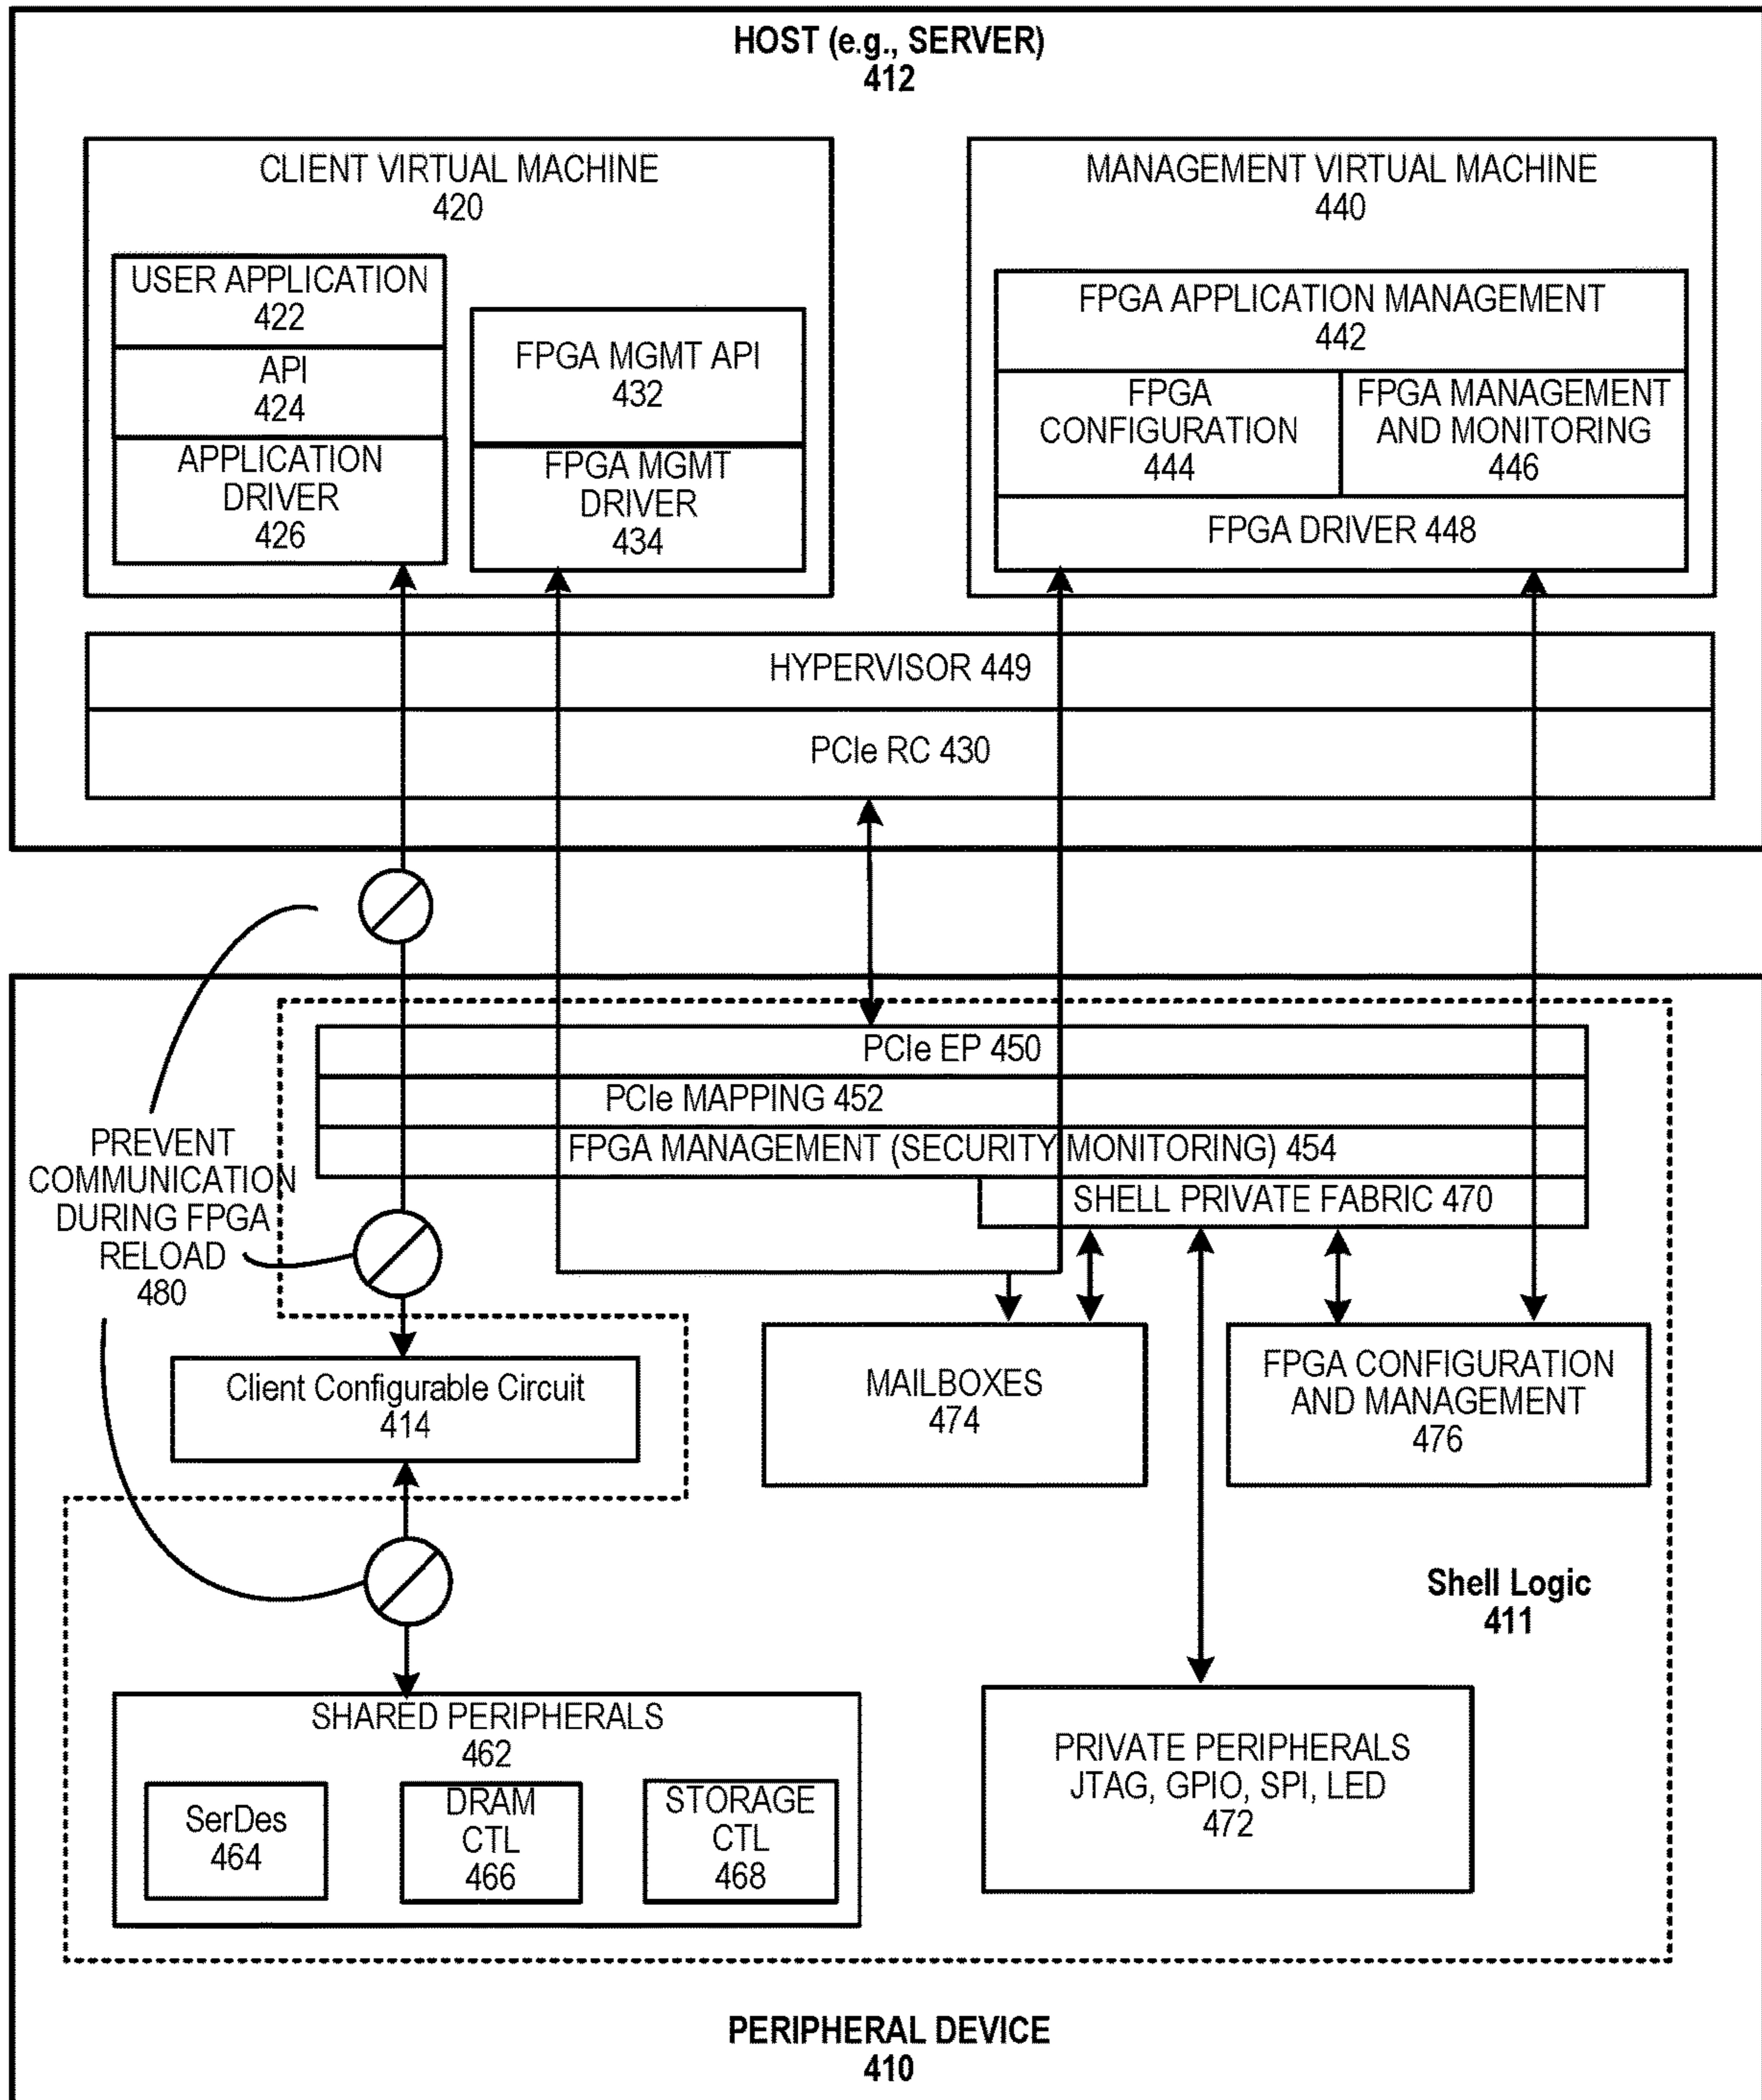 HOST (e.g., SERVER)
412
CLIENT VIRTUAL MACHINE
420
USER APPLICATION
422
API
424
APPLICATION
DRIVER
426
FPGA MGMT API
432
FPGA MGMT
DRIVER
434
MANAGEMENT VIRTUAL MACHINE
440
FPGA APPLICATION MANAGEMENT
442
FPGA
CONFIGURATION
444
FPGA MANAGEMENT
AND MONITORING
446
FPGA DRIVER 448
HYPERVISOR 449
PCIe RC 430
PCIe EP 450
PCIe MAPPING 452
FPGA MANAGEMENT (SECURITY MONITORING) 454
SHELL PRIVATE FABRIC 470
PREVENT
COMMUNICATION
DURING FPGA
RELOAD
480
Client Configurable Circuit
414
MAILBOXES
474
FPGA CONFIGURATION
AND MANAGEMENT
476
Shell Logic
411
SHARED PERIPHERALS
462
SerDes
464
DRAM
CTL
466
STORAGE
CTL
468
PRIVATE PERIPHERALS
JTAG, GPIO, SPI, LED
472
PERIPHERAL DEVICE
410